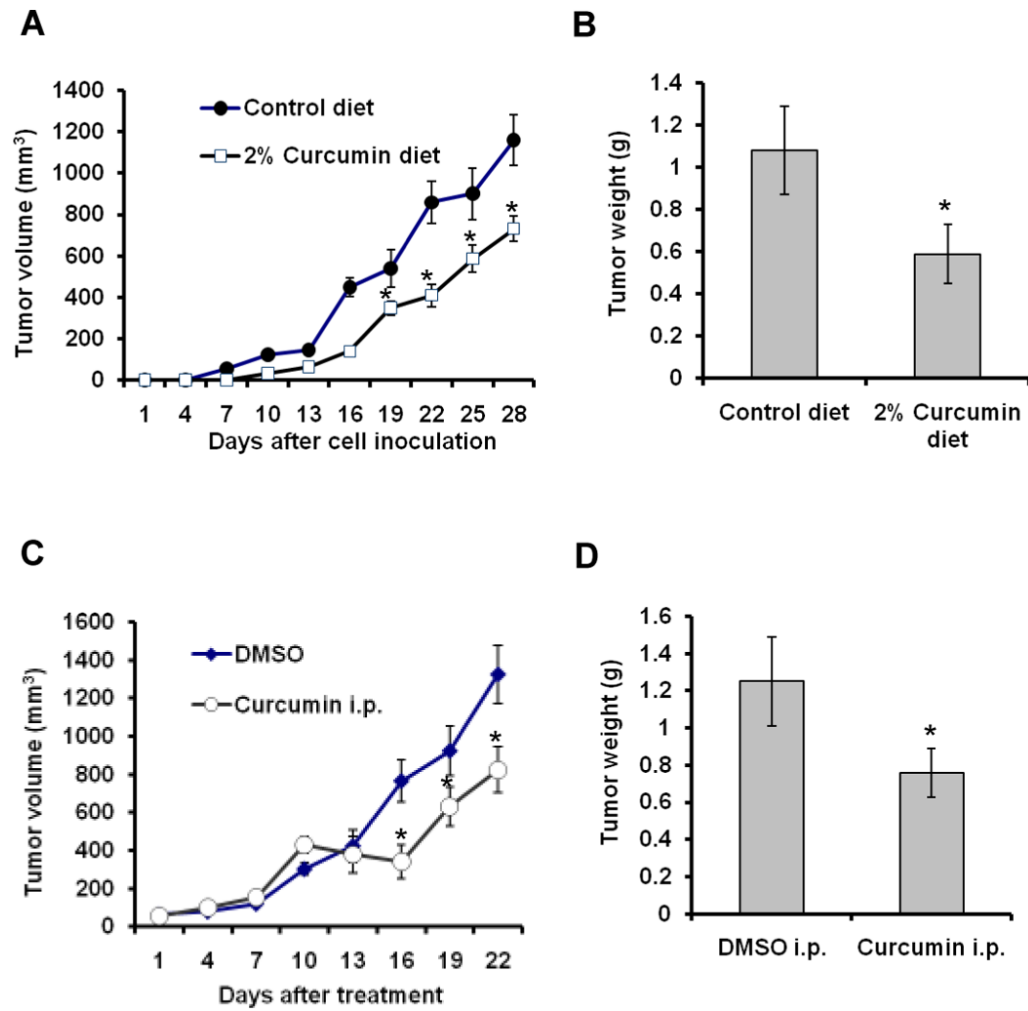 A
1400
1200
1000
800
600
400
200
0
Tumor volume (mm³)
Control diet
2% Curcumin diet
* * * *
1 4 7 10 13 16 19 22 25 28
Days after cell inoculation
B
1.4
1.2
1
0.8
0.6
0.4
0.2
0
Tumor weight (g)
*
Control diet
2% Curcumin
diet
C
1600
1400
1200
1000
800
600
400
200
0
Tumor volume (mm³)
DMSO
Curcumin i.p.
* * *
1 4 7 10 13 16 19 22
Days after treatment
D
1.6
1.4
1.2
1
0.8
0.6
0.4
0.2
0
Tumor weight (g)
*
DMSO i.p.
Curcumin i.p.